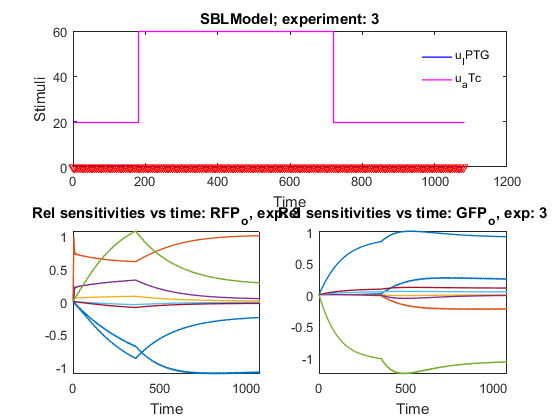 SBLModel; experiment: 3
60
40
20
0
Stimuli
u_IPTG
u_aTc
0 200 400 600 800 1000 1200
Time
Rel sensitivities vs time: RFP_o, exp: 3
Rel sensitivities vs time: GFP_o, exp: 3
1
0.5
0
-0.5
-1
0 500 1000
Time
1
0.5
0
-0.5
-1
0 500 1000
Time